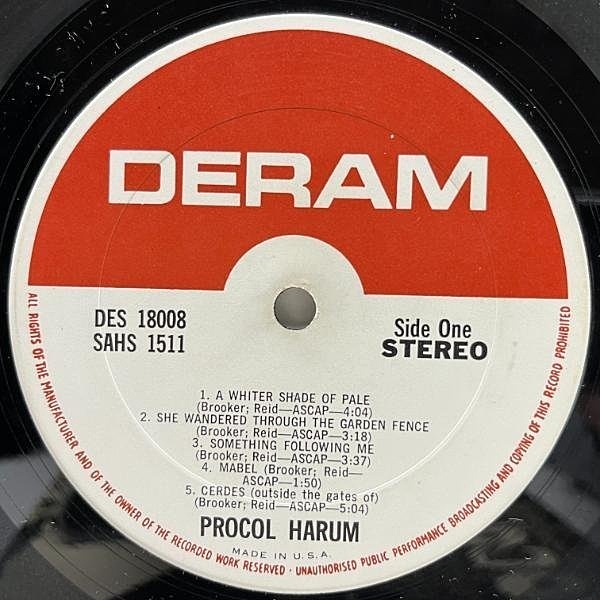 DERAM
DES 18008
SAHS 1511
Side One
STEREO
1. A WHITER SHADE OF PALE
(Brooker; Reid—ASCAP—4:04)
2. SHE WANDERED THROUGH THE GARDEN FENCE
(Brooker; Reid—ASCAP—3:18)
3. SOMETHING FOLLOWING ME
(Brooker; Reid—ASCAP—3:37)
4. MABEL (Brooker; Reid—
ASCAP—1:50)
5. CERDES (outside the gates of)
(Brooker; Reid—ASCAP—5:04)
PROCOL HARUM
MADE IN U.S.A.
ALL RIGHTS OF THE MANUFACTURER AND OF THE OWNER OF THE RECORDED WORK RESERVED · UNAUTHORISED PUBLIC PERFORMANCE BROADCASTING AND COPYING OF THIS RECORD PROHIBITED